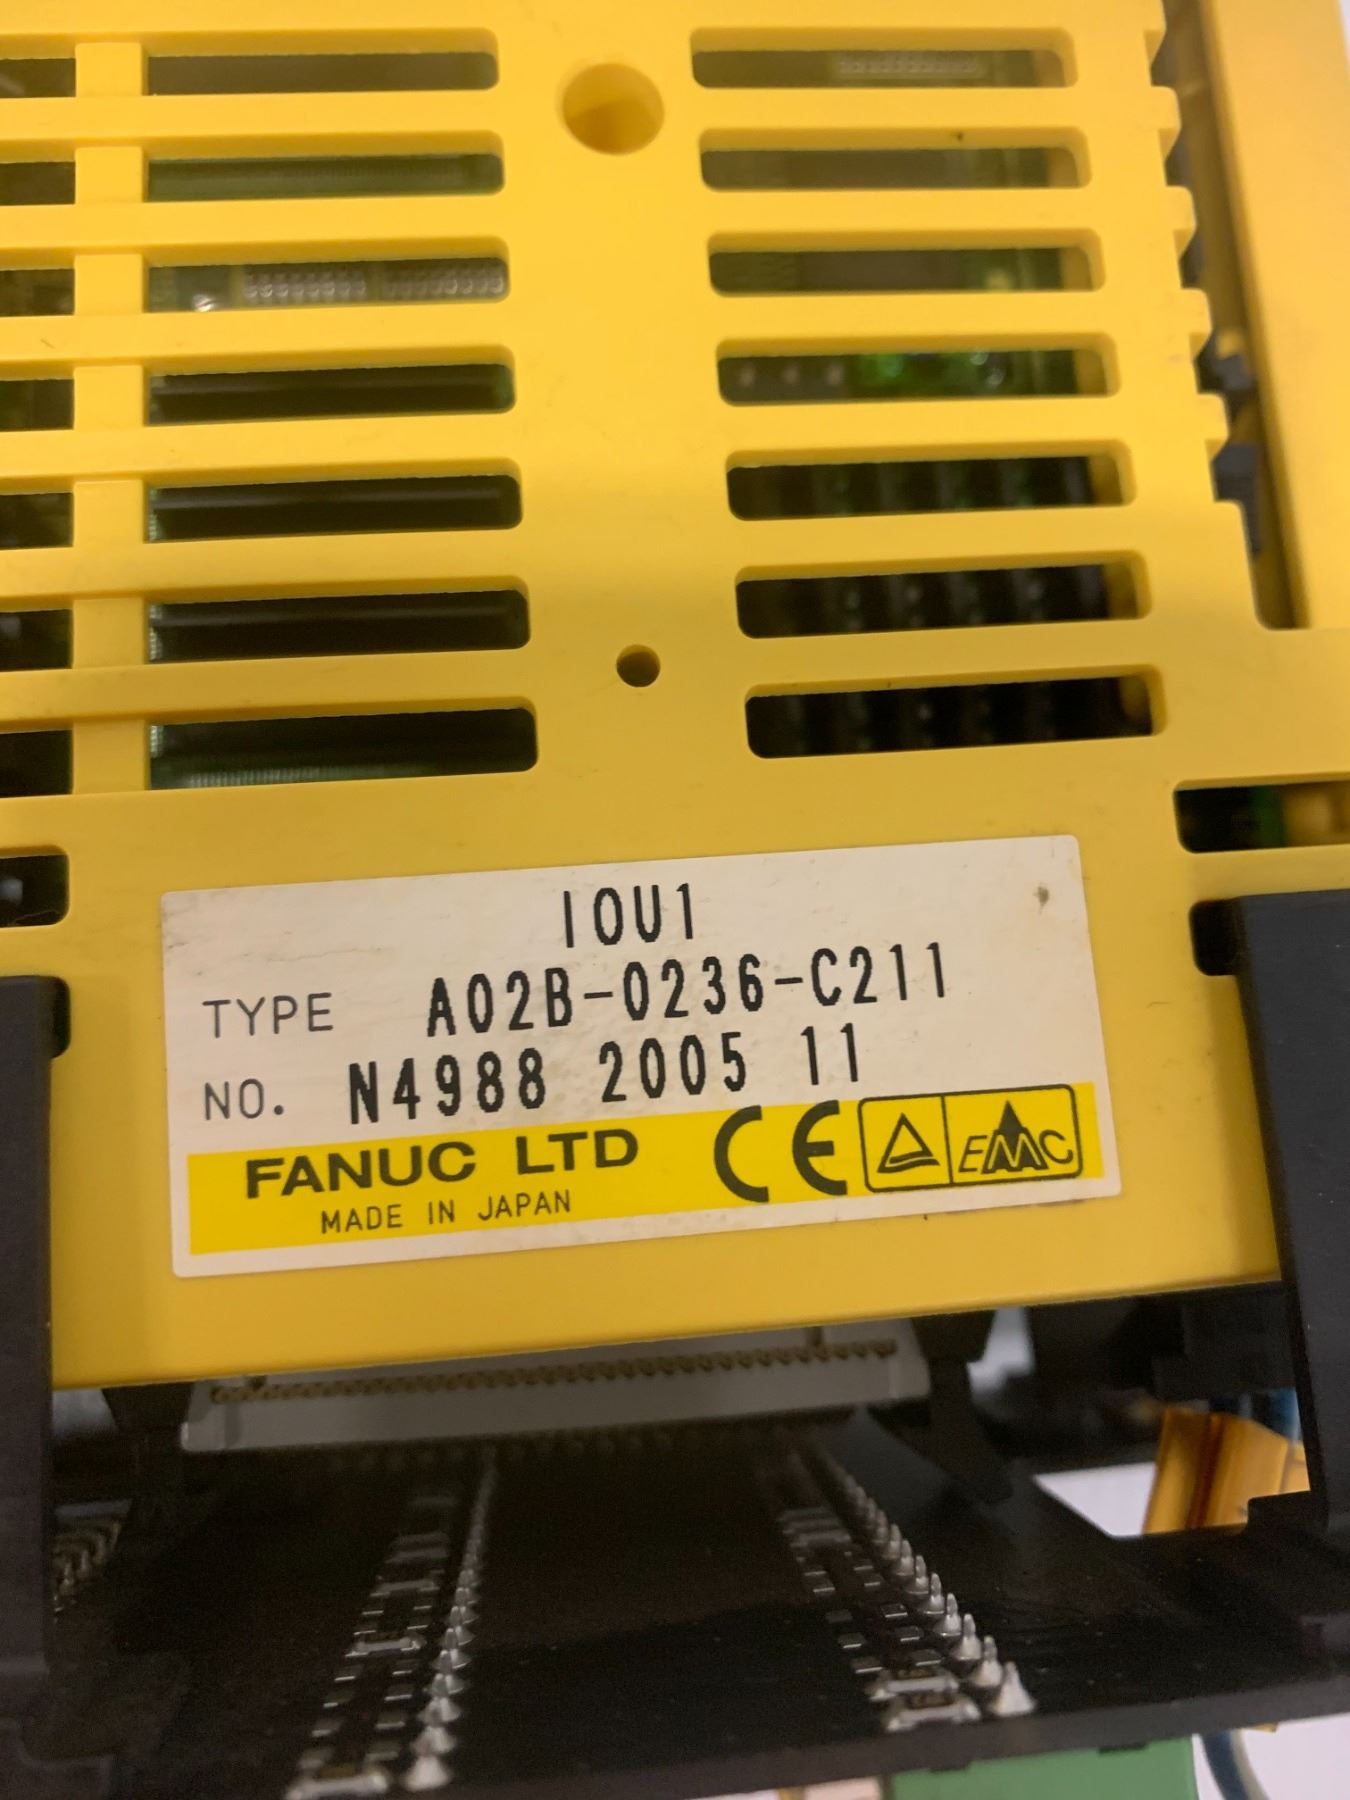 IOU1
TYPE A02B-0236-C211
NO. N4988 2005 11
FANUC LTD CE EMC
MADE IN JAPAN